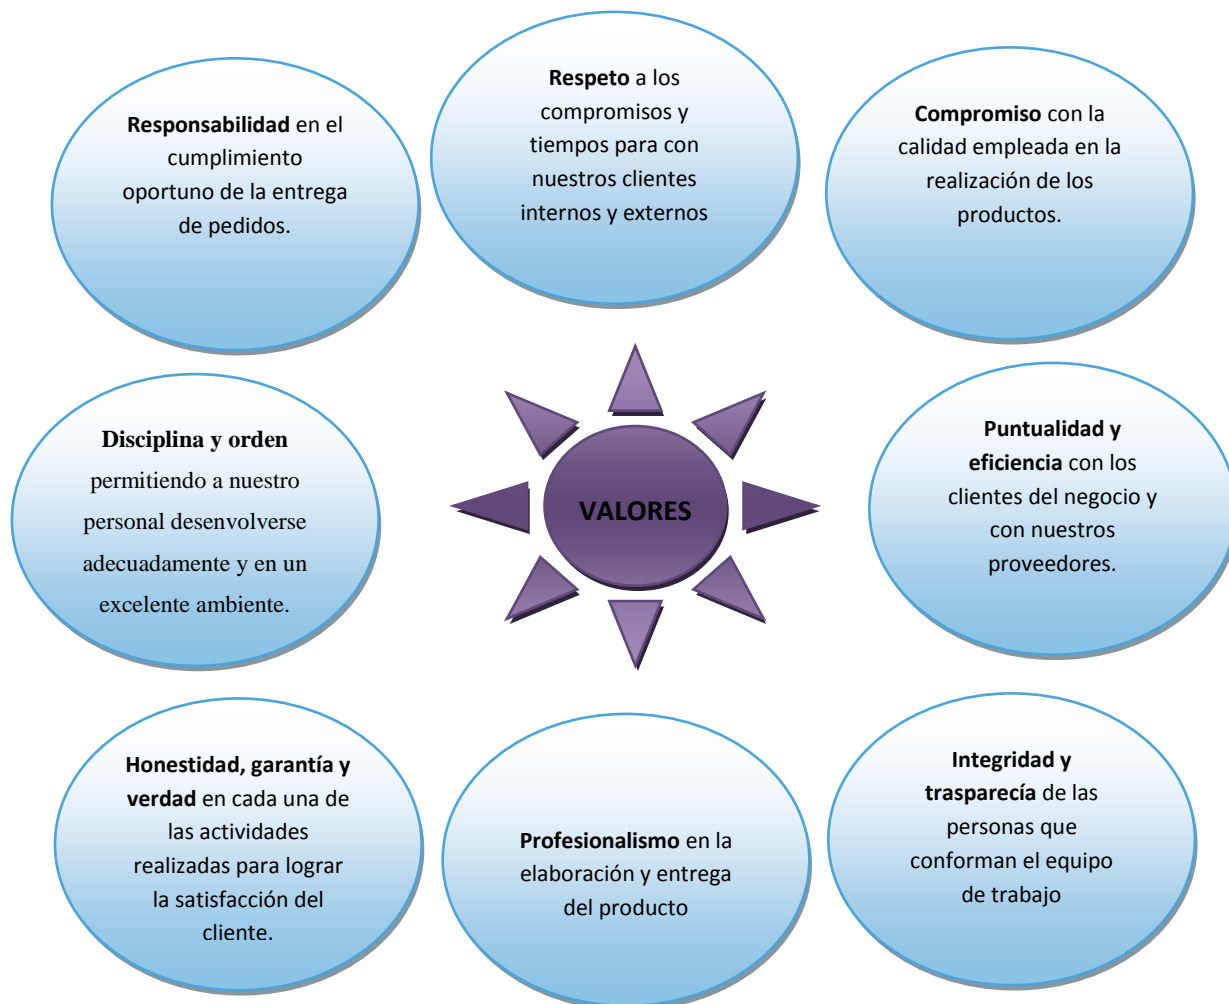 Responsabilidad en el
cumplimiento
oportuno de la entrega
de pedidos.
Respeto a los
compromisos y
tiempos para con
nuestros clientes
internos y externos
Compromiso con la
calidad empleada en la
realización de los
productos.
Disciplina y orden
permitiendo a nuestro
personal desenvolverse
adecuadamente y en un
excelente ambiente.
VALORES
Puntualidad y
eficiencia con los
clientes del negocio y
con nuestros
proveedores.
Honestidad, garantía y
verdad en cada una de
las actividades
realizadas para lograr
la satisfacción del
cliente.
Profesionalismo en la
elaboración y entrega
del producto
Integridad y
trasparecía de las
personas que
conforman el equipo
de trabajo